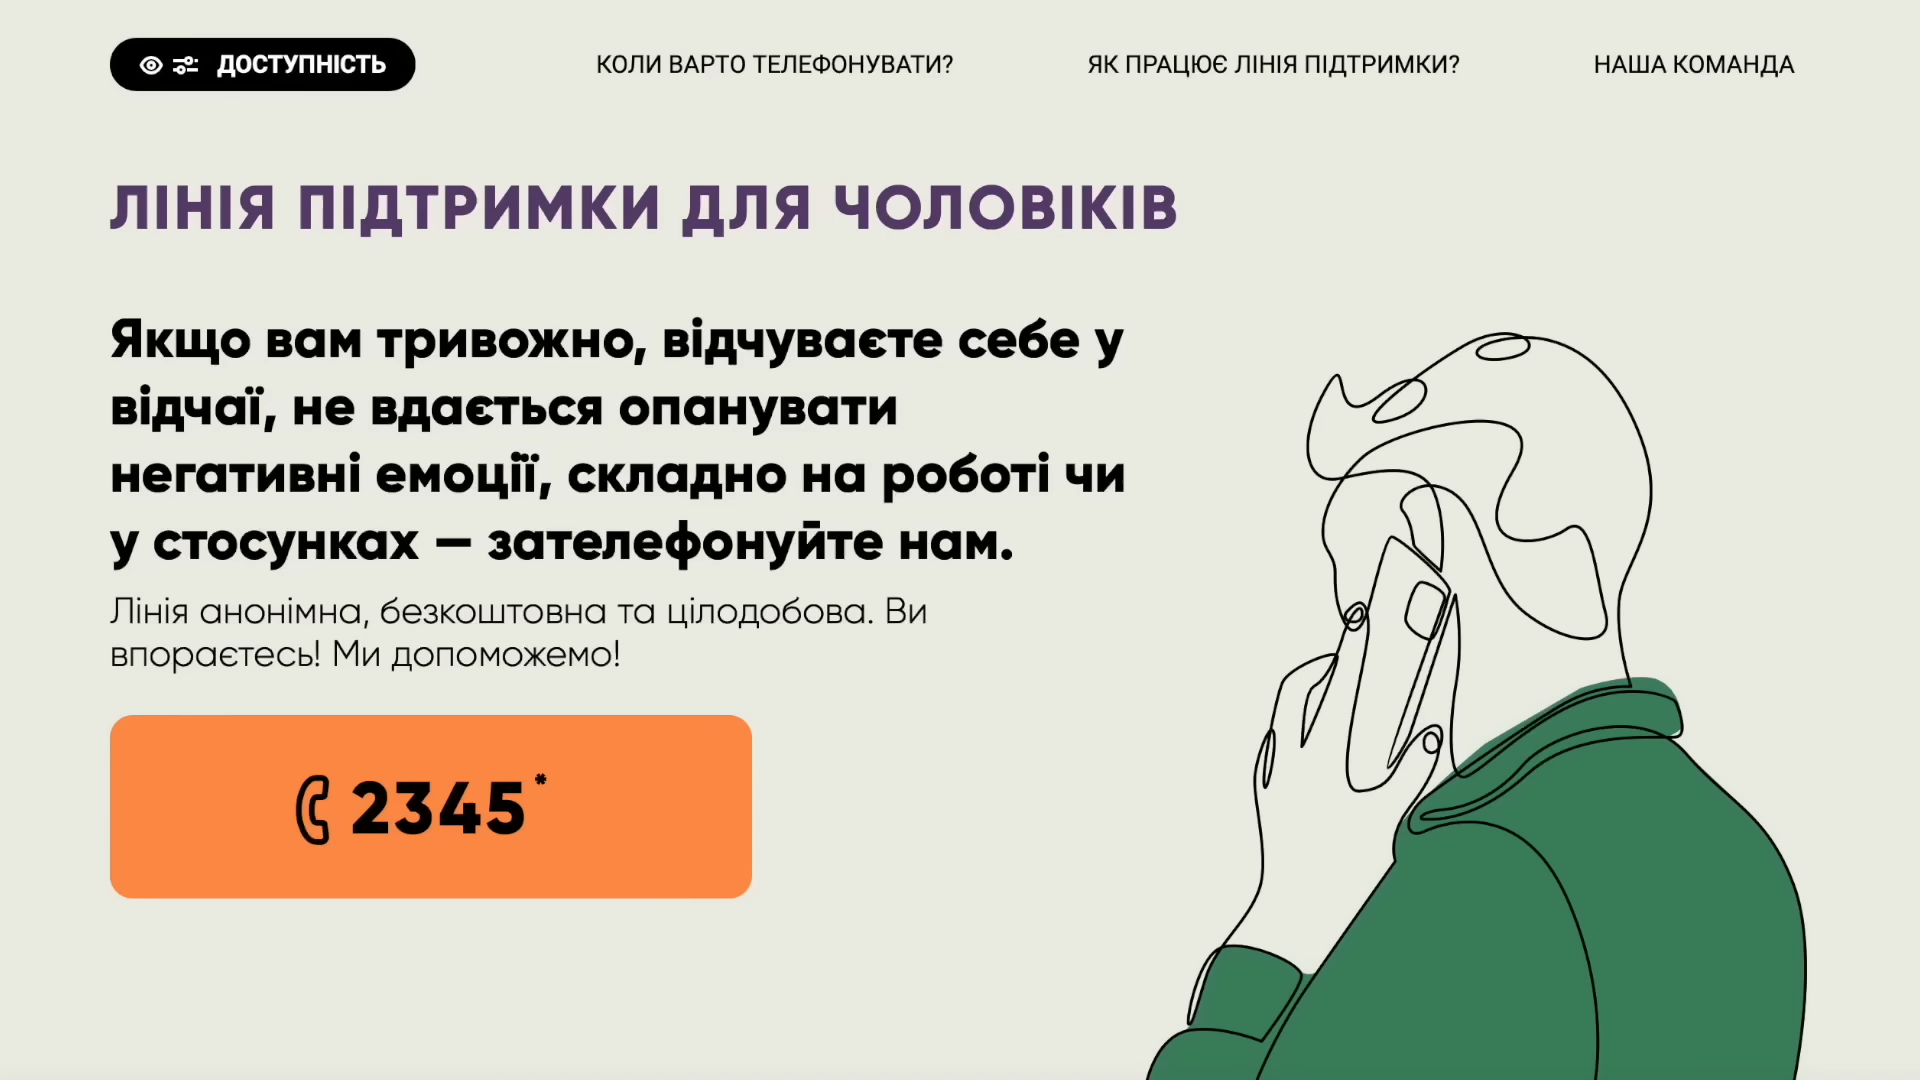 ДОСТУПНІСТЬ
КОЛИ ВАРТО ТЕЛЕФОНУВАТИ?
ЯК ПРАЦЮЄ ЛІНІЯ ПІДТРИМКИ?
НАША КОМАНДА
ЛІНІЯ ПІДТРИМКИ ДЛЯ ЧОЛОВІКІВ
Якщо вам тривожно, відчуваєте себе у
відчаї, не вдається опанувати
негативні емоції, складно на роботі чи
у стосунках — зателефонуйте нам.
Лінія анонімна, безкоштовна та цілодобова. Ви
впораєтесь! Ми допоможемо!
2345*